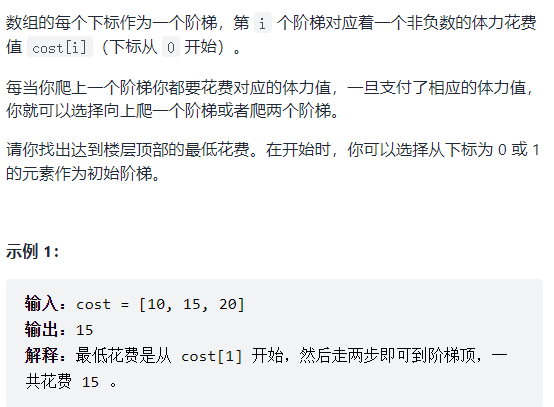 数组的每个下标作为一个阶梯，第 i 个阶梯对应着一个非负数的体力花费
值 cost[i]（下标从 0 开始）。
每当你爬上一个阶梯你都要花费对应的体力值，一旦支付了相应的体力值，
你就可以选择向上爬一个阶梯或者爬两个阶梯。
请你找出达到楼层顶部的最低花费。在开始时，你可以选择从下标为 0 或 1
的元素作为初始阶梯。
示例 1：
输入：cost = [10, 15, 20]
输出：15
解释：最低花费是从 cost[1] 开始，然后走两步即可到阶梯顶，一
共花费 15 。